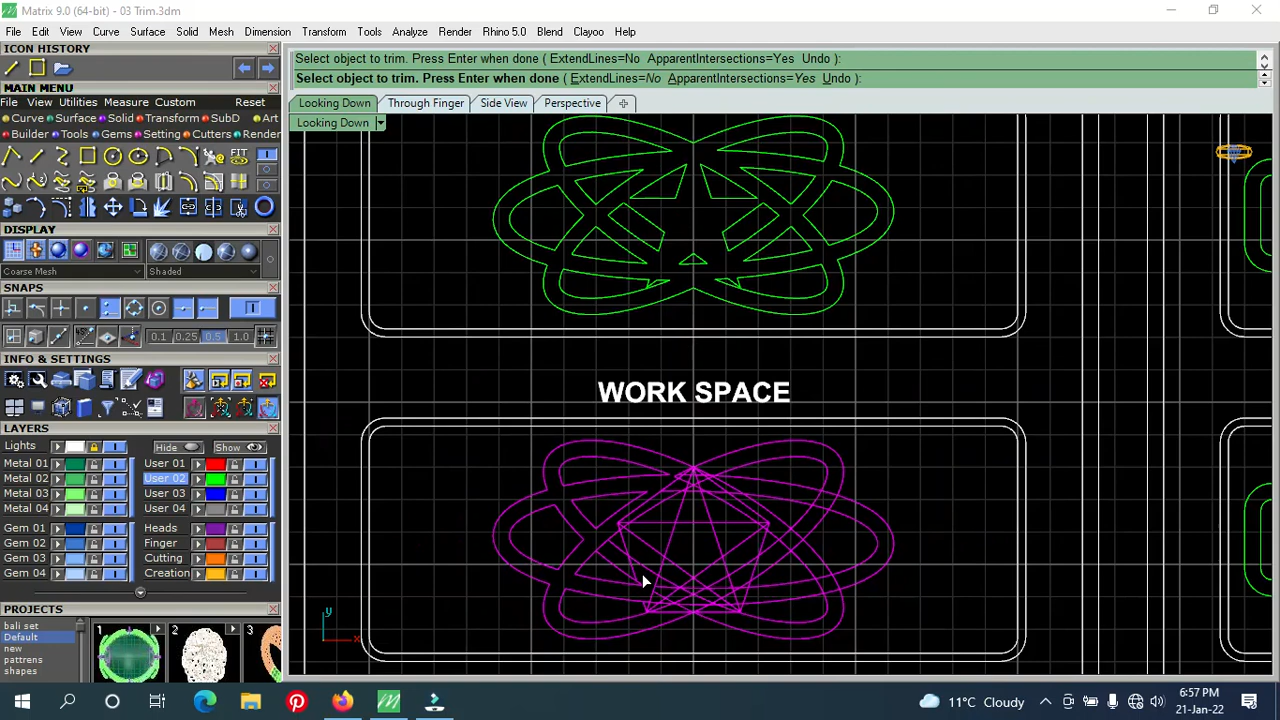 Matrix 9.0 (64-bit) - 03 Trim.3dm
File Edit View Curve Surface Solid Mesh Dimension Transform Tools Analyze Render Rhino 5.0 Blend Clayoo Help
ICON HISTORY
Select object to trim. Press Enter when done ( ExtendLines=No ApparentIntersections=Yes Undo ):
Select object to trim. Press Enter when done ( ExtendLines=No ApparentIntersections=Yes Undo ):
MAIN MENU
File View Utilities Measure Custom Reset
Curve Surface Solid Transform SubD Art
Builder Tools Gems Setting Cutters Render
FIT
Looking Down Through Finger Side View Perspective
Looking Down
DISPLAY
Coarse Mesh Shaded
SNAPS
0.1 0.25 0.5 1.0
INFO & SETTINGS
LAYERS
Lights Hide Show
Metal 01 User 01
Metal 02 User 02
Metal 03 User 03
Metal 04 User 04
Gem 01 Heads
Gem 02 Finger
Gem 03 Cutting
Gem 04 Creation
PROJECTS
bali set
Default
new
pattrens
shapes
1 2 3
WORK SPACE
y
x
11°C Cloudy
6:57 PM
21-Jan-22